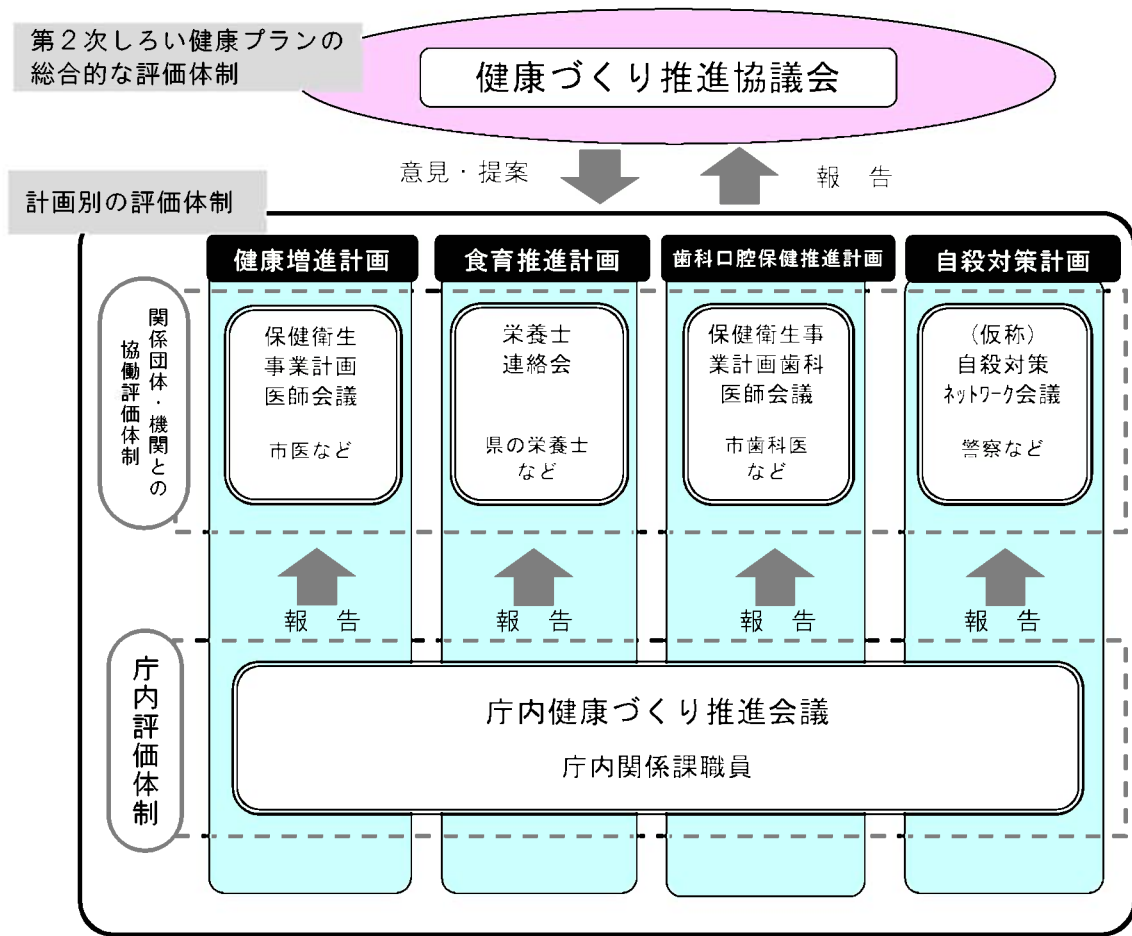 第２次しろい健康プランの
総合的な評価体制
健康づくり推進協議会
意見・提案
報　告
計画別の評価体制
健康増進計画
食育推進計画
歯科口腔保健推進計画
自殺対策計画
関係団体・機関との
協働評価体制
保健衛生
事業計画
医師会議
市医など
栄養士
連絡会
県の栄養士
など
保健衛生事
業計画歯科
医師会議
市歯科医
など
（仮称）
自殺対策
ﾈｯﾄﾜｰｸ会議
警察など
報　告
報　告
報　告
報　告
庁内評価体制
庁内健康づくり推進会議
庁内関係課職員